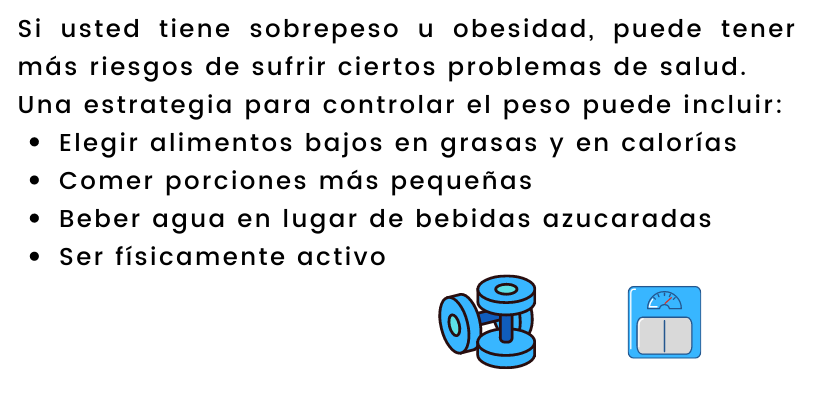 Si usted tiene sobrepeso u obesidad, puede tener
más riesgos de sufrir ciertos problemas de salud.
Una estrategia para controlar el peso puede incluir:
• Elegir alimentos bajos en grasas y en calorías
• Comer porciones más pequeñas
• Beber agua en lugar de bebidas azucaradas
• Ser físicamente activo